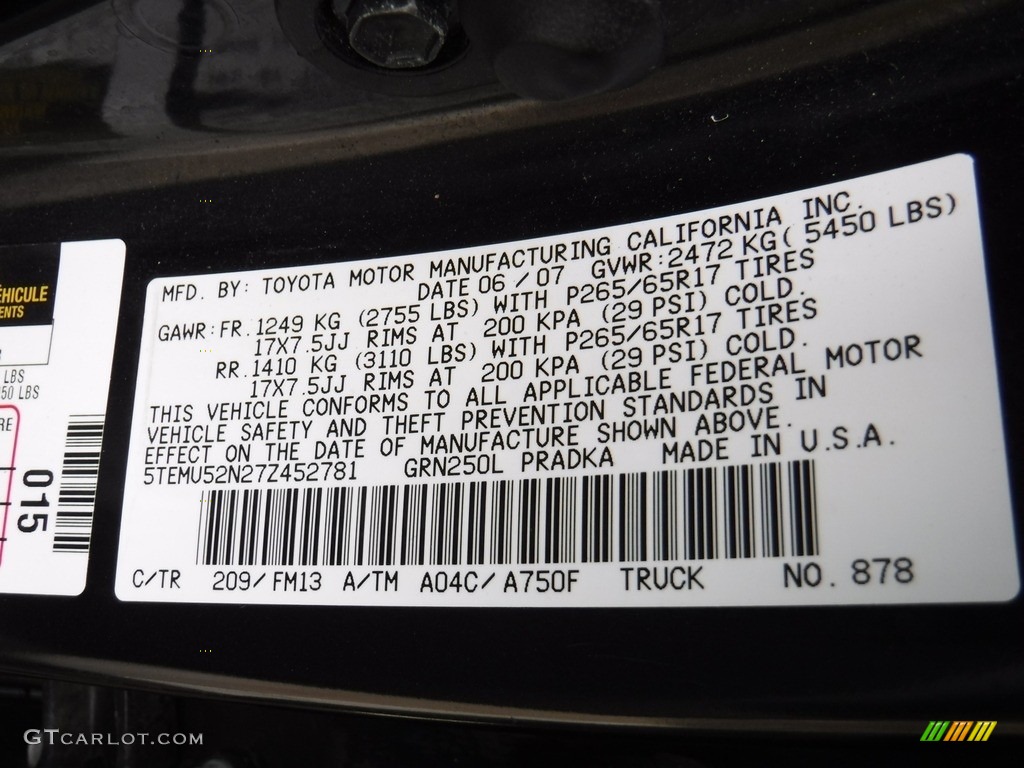 MFD. BY: TOYOTA MOTOR MANUFACTURING CALIFORNIA INC.
DATE 06/07 GVWR: 2472 KG( 5450 LBS)
GAWR: FR. 1249 KG (2755 LBS) WITH P265/65R17 TIRES
17X7.5JJ RIMS AT 200 KPA (29 PSI) COLD.
RR. 1410 KG (3110 LBS) WITH P265/65R17 TIRES
17X7.5JJ RIMS AT 200 KPA (29 PSI) COLD.
THIS VEHICLE CONFORMS TO ALL APPLICABLE FEDERAL MOTOR
VEHICLE SAFETY AND THEFT PREVENTION STANDARDS IN
EFFECT ON THE DATE OF MANUFACTURE SHOWN ABOVE.
5TEMU52N27Z452781 GRN250L PRADKA MADE IN U.S.A.
C/TR 209/FM13 A/TM A04C/A750F TRUCK NO. 878
LBS
LBS
015
GTCARLOT.COM